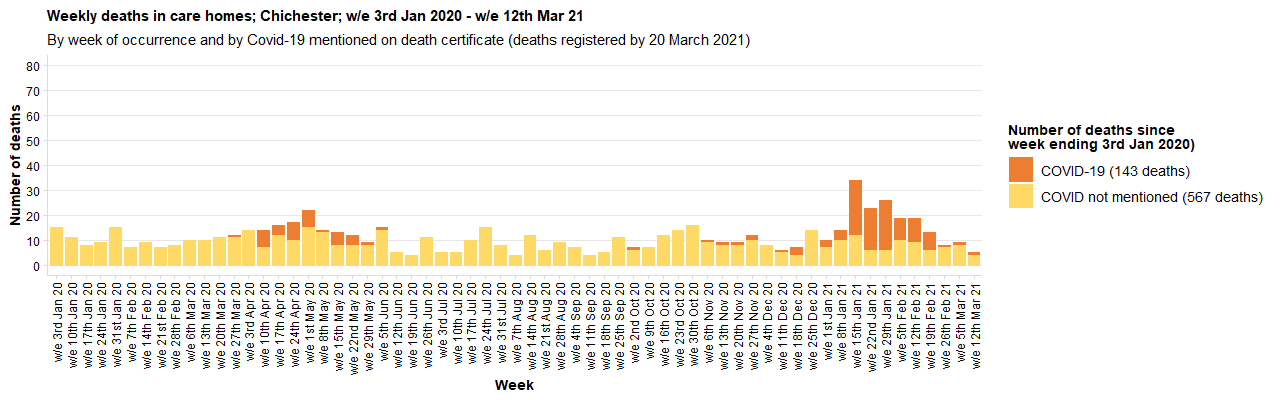 Weekly deaths in care homes; Chichester; w/e 3rd Jan 2020 - w/e 12th Mar 21
By week of occurrence and by Covid-19 mentioned on death certificate (deaths registered by 20 March 2021)
Number of deaths
80
70
60
50
40
30
20
10
0
w/e 3rd Jan 20
w/e 10th Jan 20
w/e 17th Jan 20
w/e 24th Jan 20
w/e 31st Jan 20
w/e 7th Feb 20
w/e 14th Feb 20
w/e 21st Feb 20
w/e 28th Feb 20
w/e 6th Mar 20
w/e 13th Mar 20
w/e 20th Mar 20
w/e 27th Mar 20
w/e 3rd Apr 20
w/e 10th Apr 20
w/e 17th Apr 20
w/e 24th Apr 20
w/e 1st May 20
w/e 8th May 20
w/e 15th May 20
w/e 22nd May 20
w/e 29th May 20
w/e 5th Jun 20
w/e 12th Jun 20
w/e 19th Jun 20
w/e 26th Jun 20
w/e 3rd Jul 20
w/e 10th Jul 20
w/e 17th Jul 20
w/e 24th Jul 20
w/e 31st Jul 20
w/e 7th Aug 20
w/e 14th Aug 20
w/e 21st Aug 20
w/e 28th Aug 20
w/e 4th Sep 20
w/e 11th Sep 20
w/e 18th Sep 20
w/e 25th Sep 20
w/e 2nd Oct 20
w/e 9th Oct 20
w/e 16th Oct 20
w/e 23rd Oct 20
w/e 30th Oct 20
w/e 6th Nov 20
w/e 13th Nov 20
w/e 20th Nov 20
w/e 27th Nov 20
w/e 4th Dec 20
w/e 11th Dec 20
w/e 18th Dec 20
w/e 25th Dec 20
w/e 1st Jan 21
w/e 8th Jan 21
w/e 15th Jan 21
w/e 22nd Jan 21
w/e 29th Jan 21
w/e 5th Feb 21
w/e 12th Feb 21
w/e 19th Feb 21
w/e 26th Feb 21
w/e 5th Mar 21
w/e 12th Mar 21
Week
Number of deaths since
week ending 3rd Jan 2020)
COVID-19 (143 deaths)
COVID not mentioned (567 deaths)